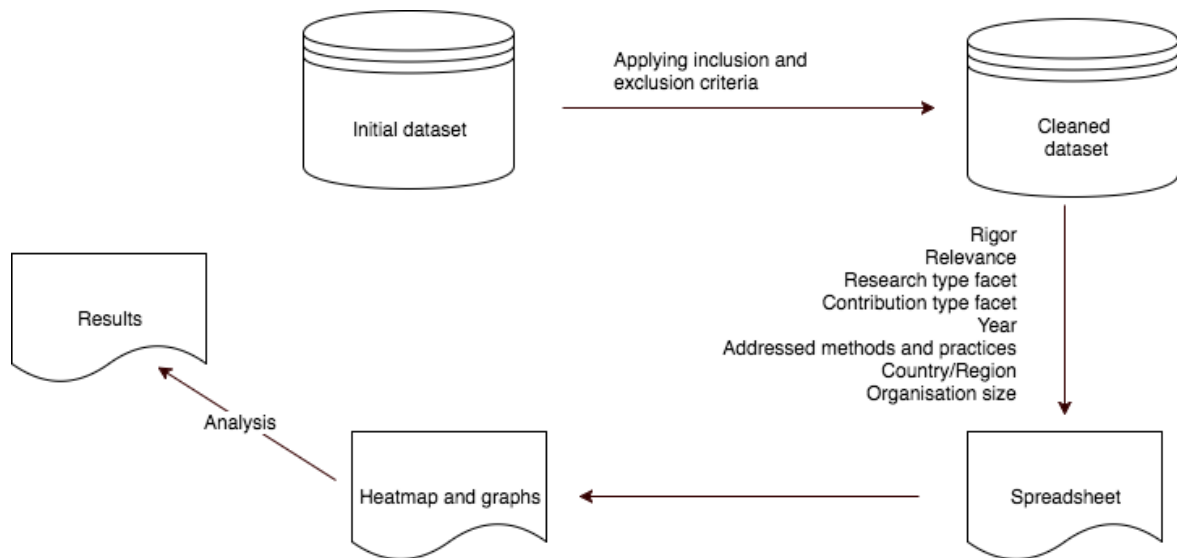 Initial dataset
Applying inclusion and
exclusion criteria
Cleaned
dataset
Rigor
Relevance
Research type facet
Contribution type facet
Year
Addressed methods and practices
Country/Region
Organisation size
Spreadsheet
Heatmap and graphs
Analysis
Results